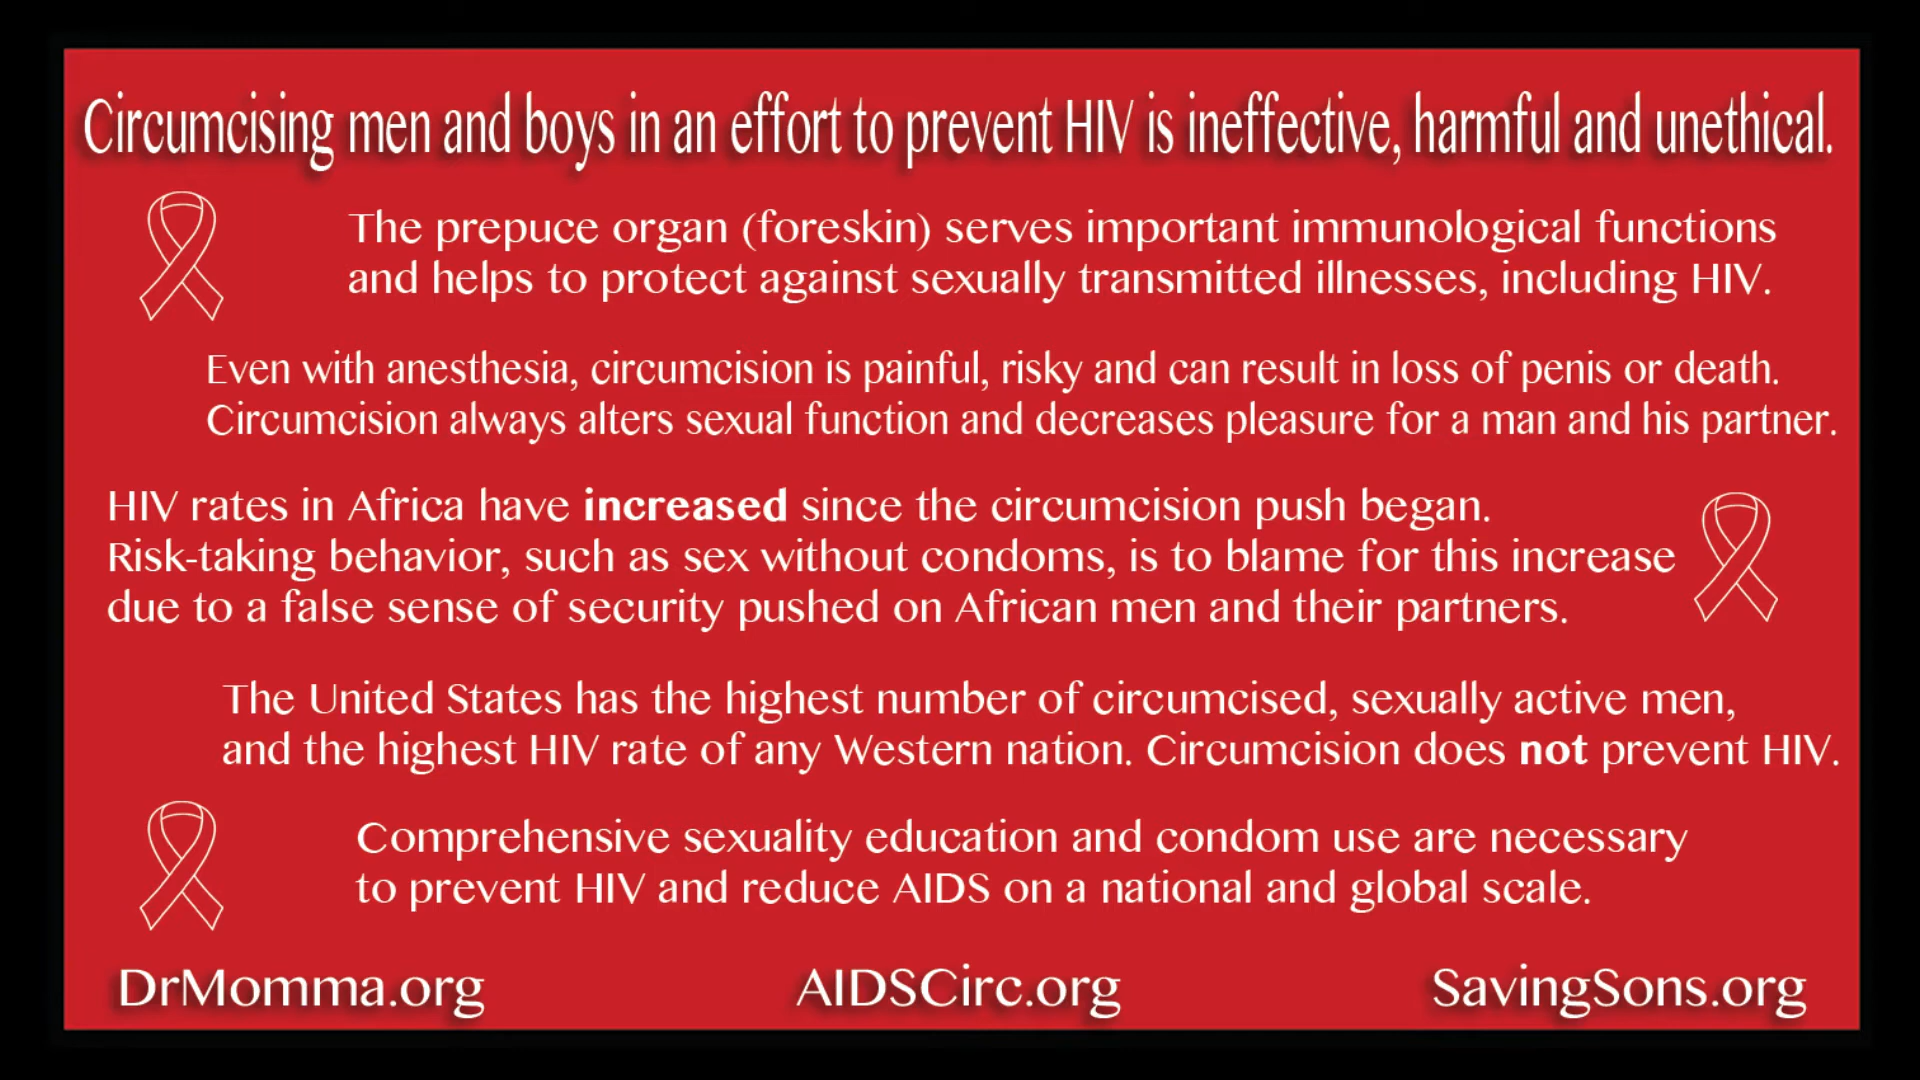 Circumcising men and boys in an effort to prevent HIV is ineffective, harmful and unethical.
The prepuce organ (foreskin) serves important immunological functions
and helps to protect against sexually transmitted illnesses, including HIV.
Even with anesthesia, circumcision is painful, risky and can result in loss of penis or death.
Circumcision always alters sexual function and decreases pleasure for a man and his partner.
HIV rates in Africa have increased since the circumcision push began.
Risk-taking behavior, such as sex without condoms, is to blame for this increase
due to a false sense of security pushed on African men and their partners.
The United States has the highest number of circumcised, sexually active men,
and the highest HIV rate of any Western nation. Circumcision does not prevent HIV.
Comprehensive sexuality education and condom use are necessary
to prevent HIV and reduce AIDS on a national and global scale.
DrMomma.org AIDSCirc.org SavingSons.org